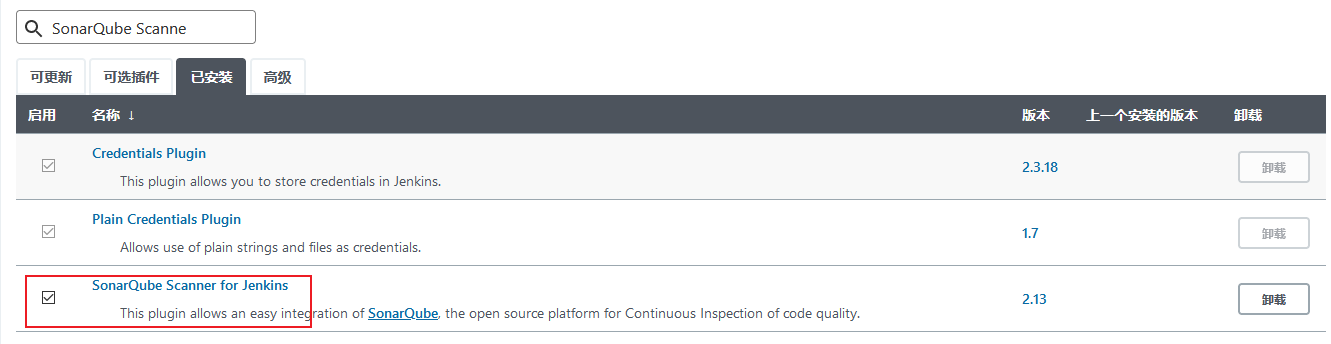 SonarQube Scanne
可更新 可选插件 已安装 高级
启用 名称 ↓ 版本 上一个安装的版本 卸载
Credentials Plugin
This plugin allows you to store credentials in Jenkins.
2.3.18 卸载
Plain Credentials Plugin
Allows use of plain strings and files as credentials.
1.7 卸载
SonarQube Scanner for Jenkins
This plugin allows an easy integration of SonarQube, the open source platform for Continuous Inspection of code quality.
2.13 卸载